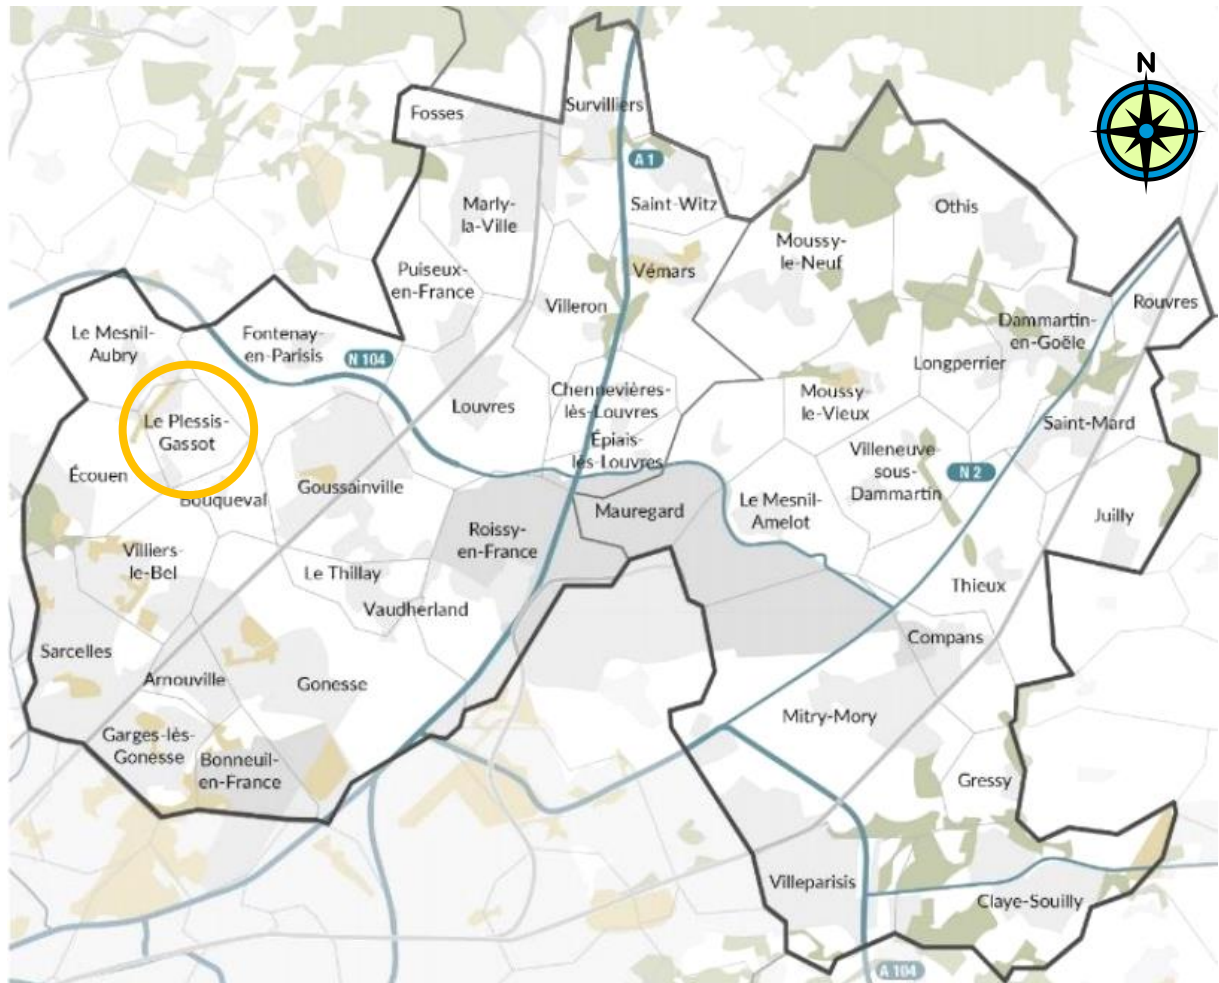 N
Survilliers
Fosses
A 1
Marly-
la-Ville
Saint-Witz
Othis
Moussy-
le-Neuf
Puiseux-
en-France
Vémars
Villeron
Rouvres
Le Mesnil-
Aubry
Fontenay-
en-Parisis
N 104
Dammartin-
en-Goële
Longperrier
Chennevières-
lès-Louvres
Moussy-
le-Vieux
Louvres
Le Plessis-
Gassot
Saint-Mard
Épiais-
lès-Louvres
Villeneuve-
sous-
Dammartin
N 2
Écouen
Bouqueval
Goussainville
Le Mesnil-
Amelot
Mauregard
Juilly
Roissy-
en-France
Villiers-
le-Bel
Le Thillay
Thieux
Vaudherland
Compans
Sarcelles
Arnouville
Gonesse
Mitry-Mory
Garges-lès-
Gonesse
Bonneuil-
en-France
Gressy
Villeparisis
Claye-Souilly
A 104